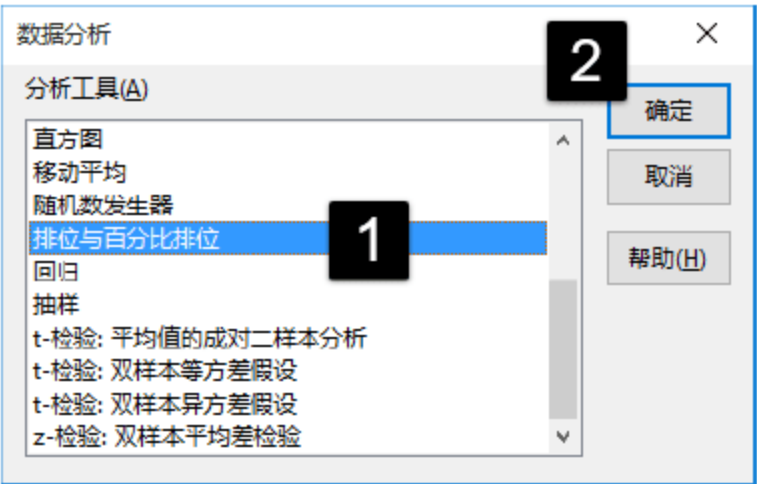 数据分析
2
分析工具(A)
确定
直方图
移动平均
取消
随机数发生器
排位与百分比排位
1
帮助(H)
回归
抽样
t-检验: 平均值的成对二样本分析
t-检验: 双样本等方差假设
t-检验: 双样本异方差假设
z-检验: 双样本平均差检验